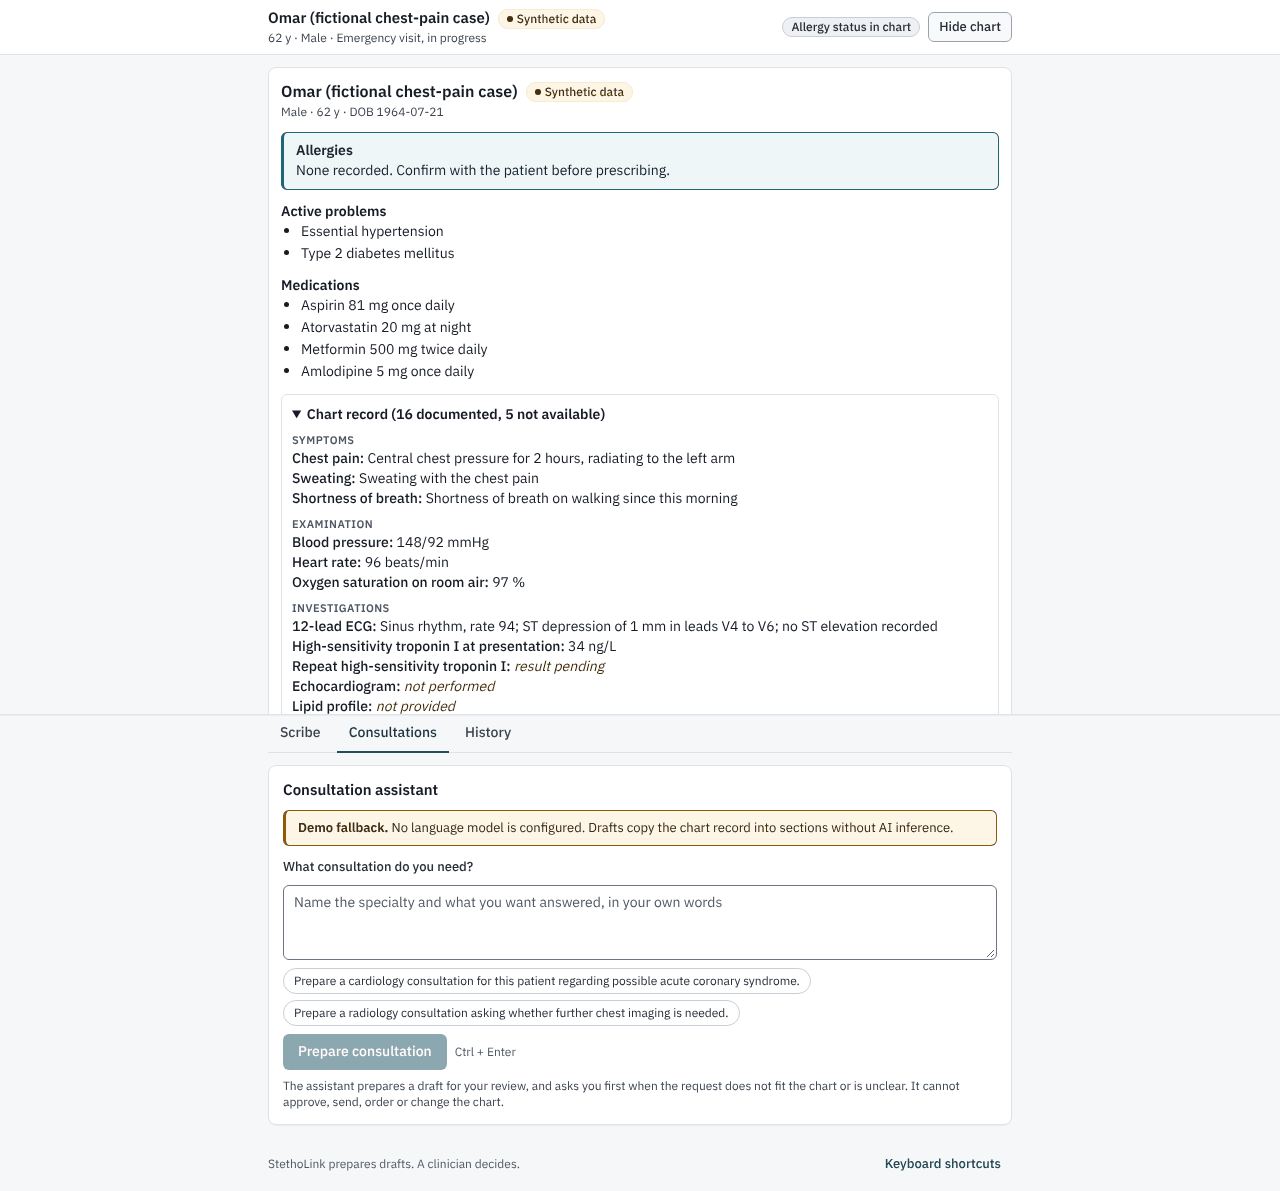 Omar (fictional chest-pain case) Synthetic data
62 y · Male · Emergency visit, in progress
Allergy status in chart
Hide chart
Omar (fictional chest-pain case) Synthetic data
Male · 62 y · DOB 1964-07-21
Allergies
None recorded. Confirm with the patient before prescribing.
Active problems
Essential hypertension
Type 2 diabetes mellitus
Medications
Aspirin 81 mg once daily
Atorvastatin 20 mg at night
Metformin 500 mg twice daily
Amlodipine 5 mg once daily
Chart record (16 documented, 5 not available)
SYMPTOMS
Chest pain: Central chest pressure for 2 hours, radiating to the left arm
Sweating: Sweating with the chest pain
Shortness of breath: Shortness of breath on walking since this morning
EXAMINATION
Blood pressure: 148/92 mmHg
Heart rate: 96 beats/min
Oxygen saturation on room air: 97 %
INVESTIGATIONS
12-lead ECG: Sinus rhythm, rate 94; ST depression of 1 mm in leads V4 to V6; no ST elevation recorded
High-sensitivity troponin I at presentation: 34 ng/L
Repeat high-sensitivity troponin I: result pending
Echocardiogram: not performed
Lipid profile: not provided
Scribe Consultations History
Consultation assistant
Demo fallback. No language model is configured. Drafts copy the chart record into sections without AI inference.
What consultation do you need?
Name the specialty and what you want answered, in your own words
Prepare a cardiology consultation for this patient regarding possible acute coronary syndrome.
Prepare a radiology consultation asking whether further chest imaging is needed.
Prepare consultation Ctrl + Enter
The assistant prepares a draft for your review, and asks you first when the request does not fit the chart or is unclear. It cannot
approve, send, order or change the chart.
StethoLink prepares drafts. A clinician decides.
Keyboard shortcuts